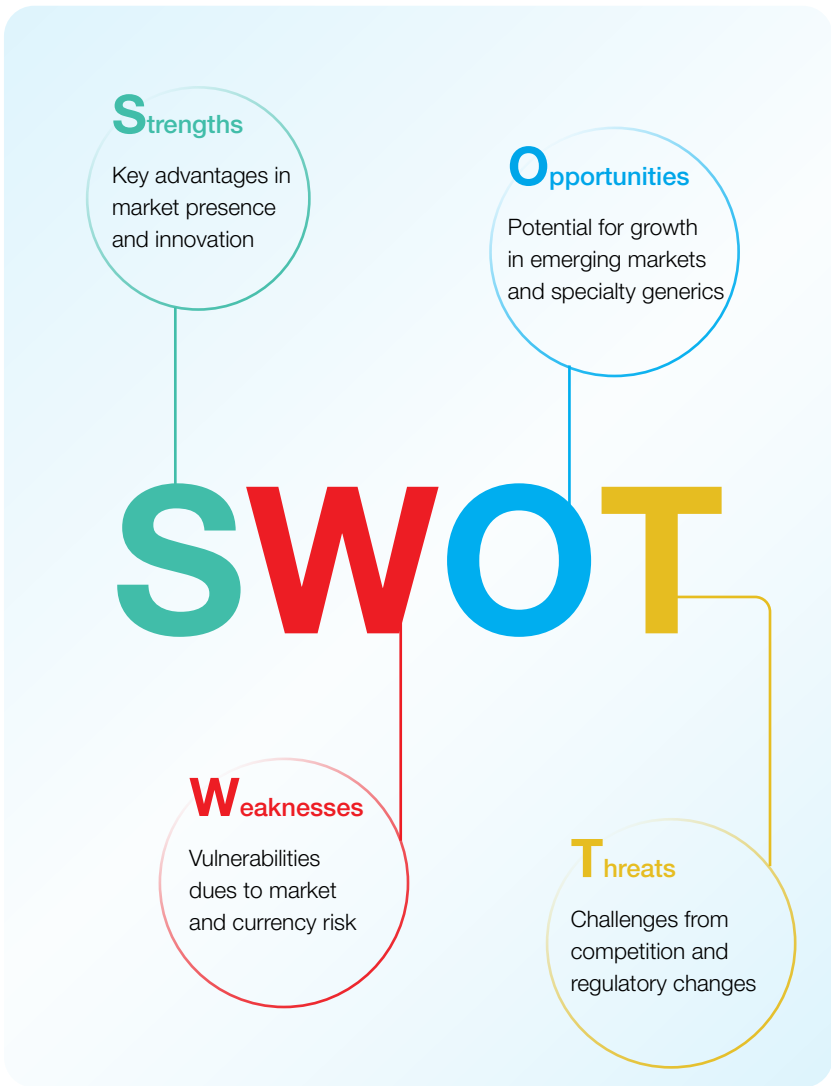 Strengths
Key advantages in
market presence
and innovation
Opportunities
Potential for growth
in emerging markets
and specialty generics
SWOT
Weaknesses
Vulnerabilities
dues to market
and currency risk
Threats
Challenges from
competition and
regulatory changes